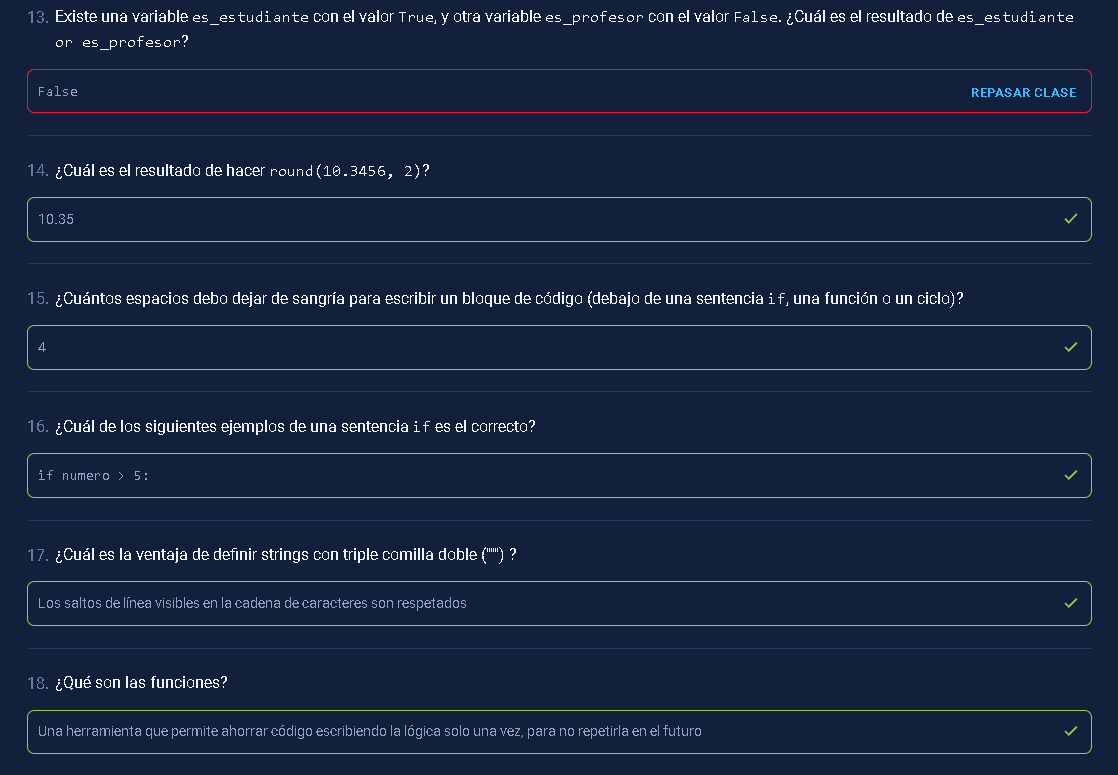 13. Existe una variable es_estudiante con el valor True, y otra variable es_profesor con el valor False. ¿Cuál es el resultado de es_estudiante
or es_profesor?
False REPASAR CLASE
14. ¿Cuál es el resultado de hacer round(10.3456, 2)?
10.35
15. ¿Cuántos espacios debo dejar de sangría para escribir un bloque de código (debajo de una sentencia if, una función o un ciclo)?
4
16. ¿Cuál de los siguientes ejemplos de una sentencia if es el correcto?
if numero > 5:
17. ¿Cuál es la ventaja de definir strings con triple comilla doble (""") ?
Los saltos de línea visibles en la cadena de caracteres son respetados
18. ¿Qué son las funciones?
Una herramienta que permite ahorrar código escribiendo la lógica solo una vez, para no repetirla en el futuro